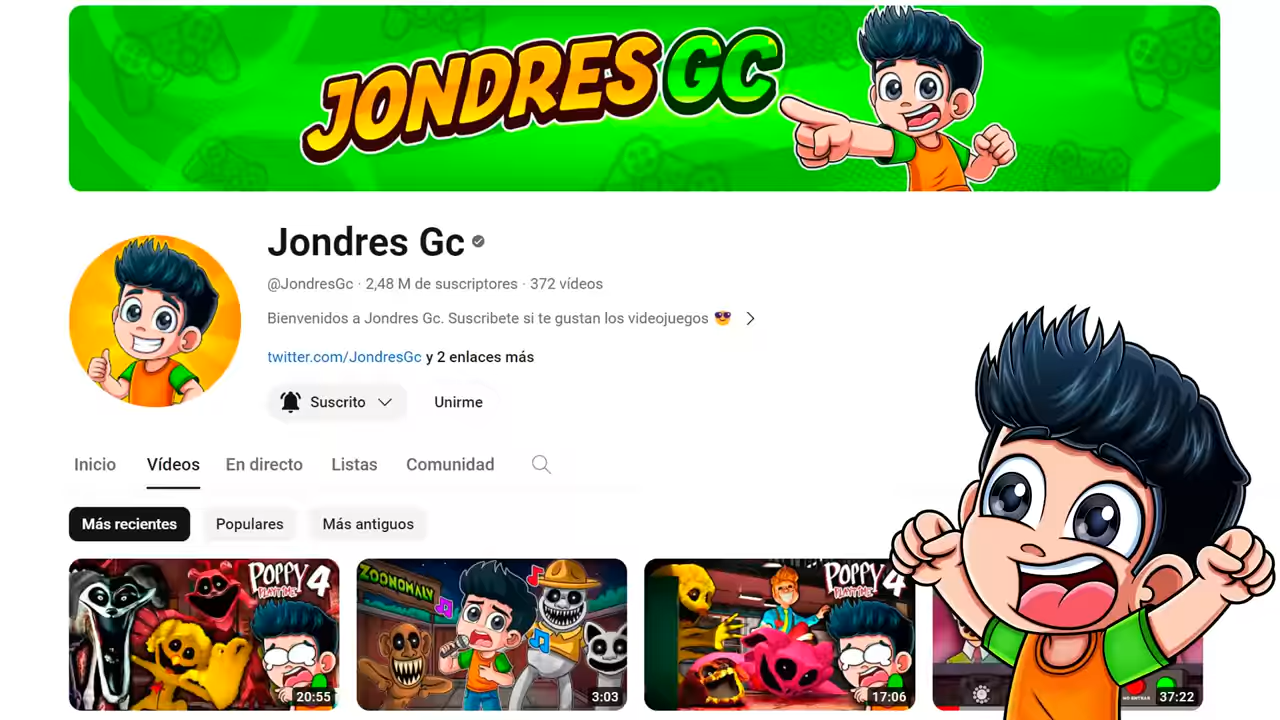 JONDRES GC
Jondres Gc
@JondresGc · 2,48 M de suscriptores · 372 vídeos
Bienvenidos a Jondres Gc. Suscribete si te gustan los videojuegos 😎
twitter.com/JondresGc y 2 enlaces más
Suscrito
Unirme
Inicio Vídeos En directo Listas Comunidad
Más recientes Populares Más antiguos
POPPY 4
PLAYTIME
20:55
ZOONOMALY
3:03
POPPY 4
PLAYTIME
17:06
NO ENTRAR
37:22